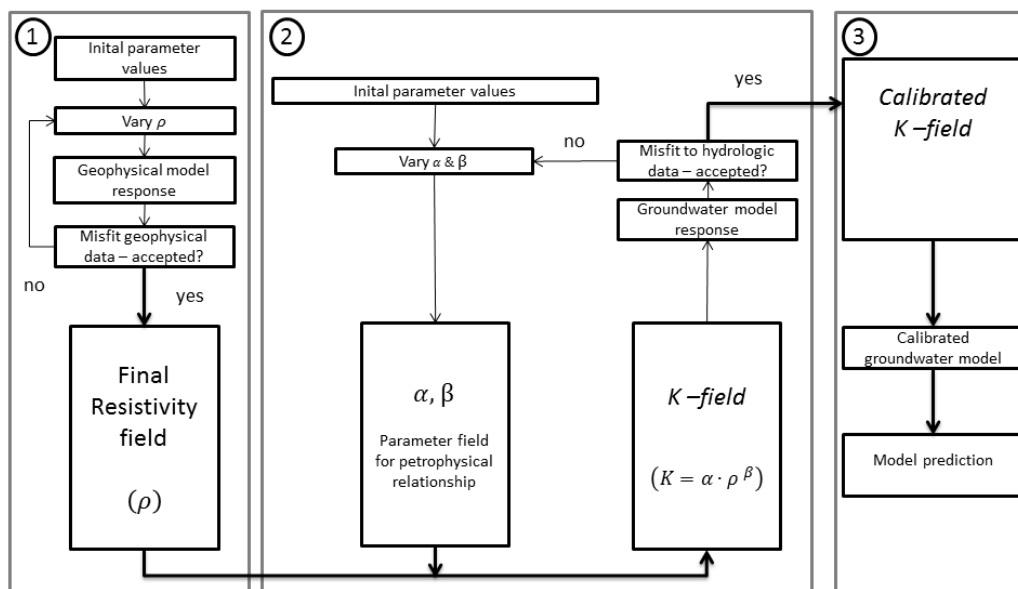 1
Inital parameter
values
Vary ρ
Geophysical model
response
Misfit geophysical
data – accepted?
no
yes
Final
Resistivity
field
(ρ)
2
Inital parameter values
Vary α & β
no
yes
Misfit to hydrologic
data – accepted?
Groundwater model
response
α, β
Parameter field
for petrophysical
relationship
K –field
(K = α · ρ^β)
3
Calibrated
K –field
Calibrated
groundwater model
Model prediction